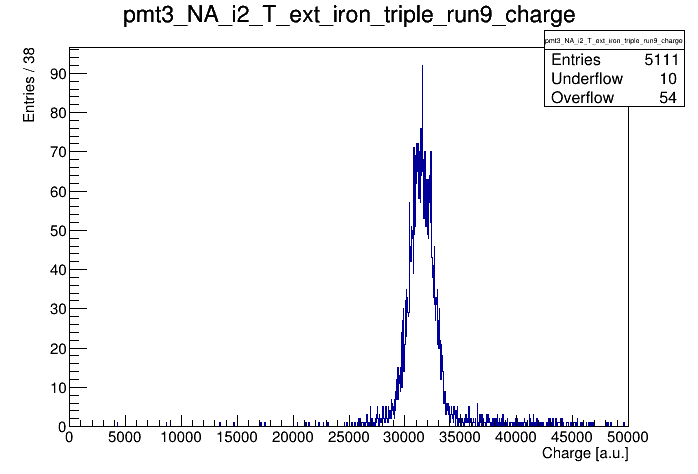 pmt3_NA_i2_T_ext_iron_triple_run9_charge
pmt3_NA_i2_T_ext_iron_triple_run9_charge
Entries 5111
Underflow 10
Overflow 54
Entries / 38
90
80
70
60
50
40
30
20
10
0
0 5000 10000 15000 20000 25000 30000 35000 40000 45000 50000
Charge [a.u.]